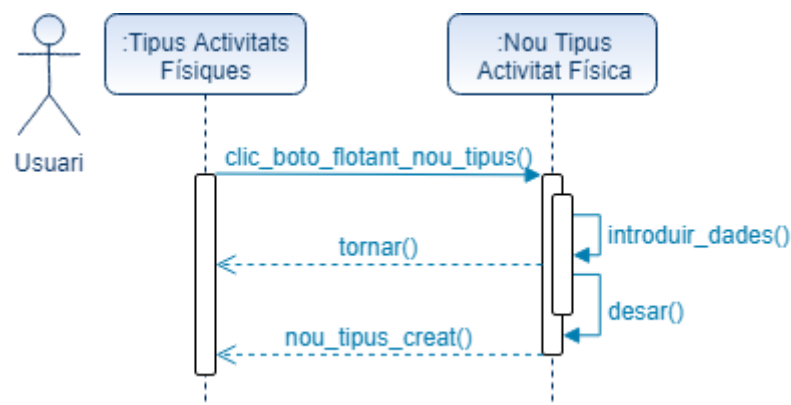 :Tipus Activitats
Físiques
:Nou Tipus
Activitat Física
Usuari
clic_boto_flotant_nou_tipus()
introduir_dades()
tornar()
desar()
nou_tipus_creat()